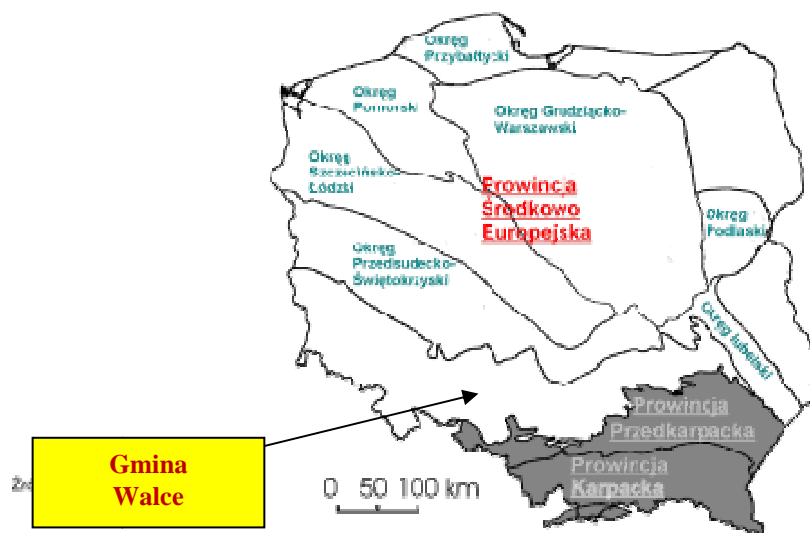 Okręg
Przybałtycki
Okręg
Pomorski
Okręg Grudziącko-
Warszawski
Okręg
Szczecińsko-
Łódzki
Prowincja
Środkowo
Europejska
Okręg
Podlaski
Okręg
Przedsudecko-
Świętokrzyski
Okręg lubelski
Prowincja
Przedkarpacka
Prowincja
Karpacka
Gmina
Walce
0 50 100 km